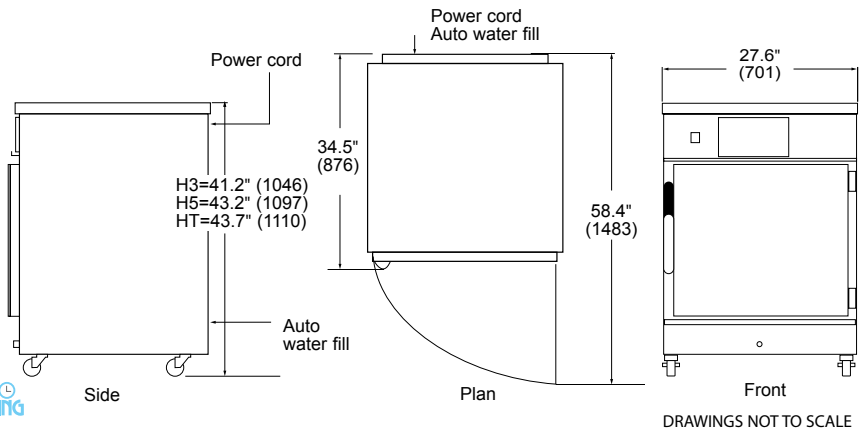 Power cord
H3=41.2" (1046)
H5=43.2" (1097)
HT=43.7" (1110)
Auto
water fill
Side
Power cord
Auto water fill
34.5"
(876)
58.4"
(1483)
Plan
27.6"
(701)
Front
DRAWINGS NOT TO SCALE